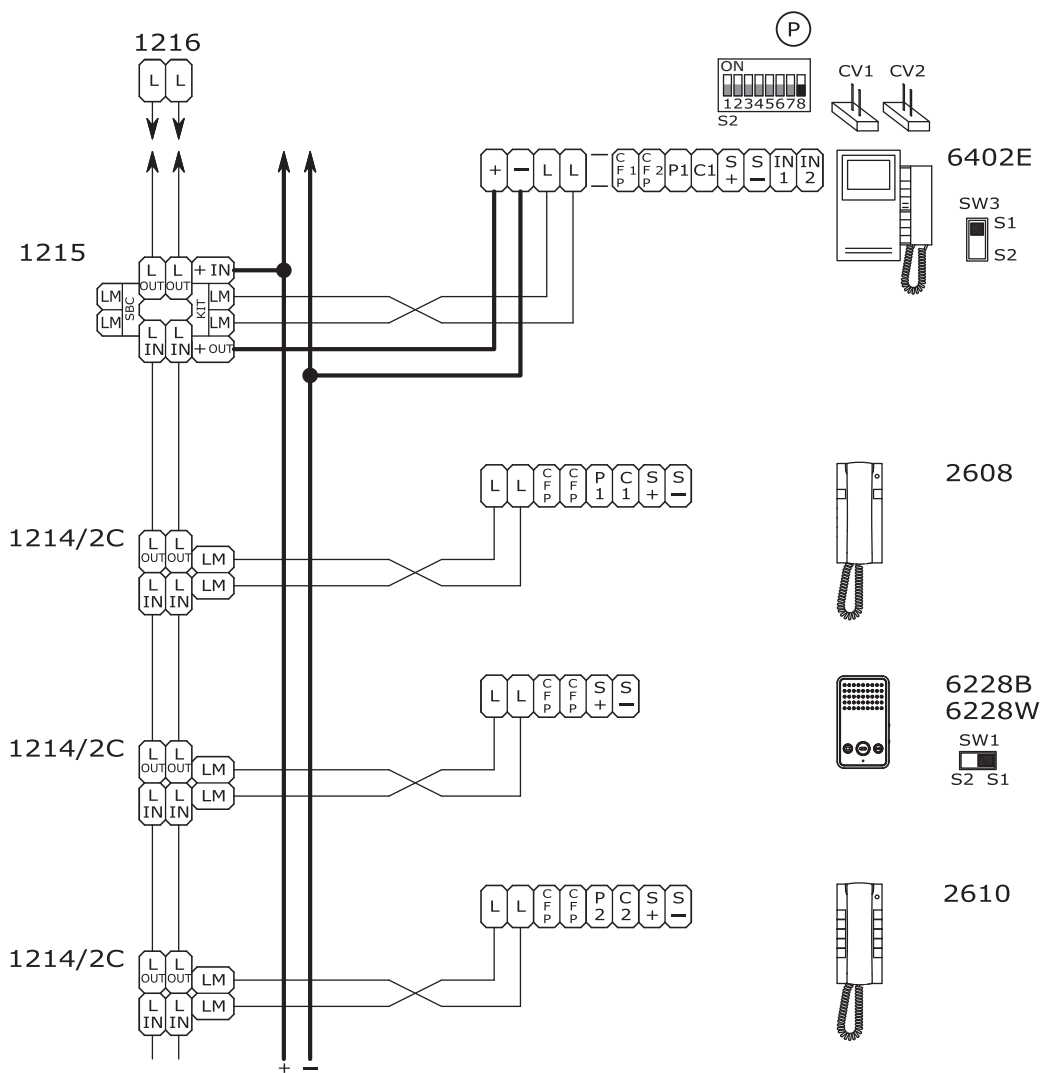 P
1216
ON
CV1 CV2
L L
12345678
S2
+ — L L CFP1 CFP2 P1 C1 S+ S— IN1 IN2
6402E
SW3
S1
S2
1215
L OUT L OUT + IN
LM SBC KIT LM
LM LM
L IN L IN + OUT
L L CFP CFP P1 C1 S+ S—
2608
1214/2C
L OUT L OUT LM
L IN L IN LM
L L CFP CFP S+ S—
6228B
6228W
SW1
S2 S1
1214/2C
L OUT L OUT LM
L IN L IN LM
L L CFP CFP P2 C2 S+ S—
2610
1214/2C
L OUT L OUT LM
L IN L IN LM
+ —